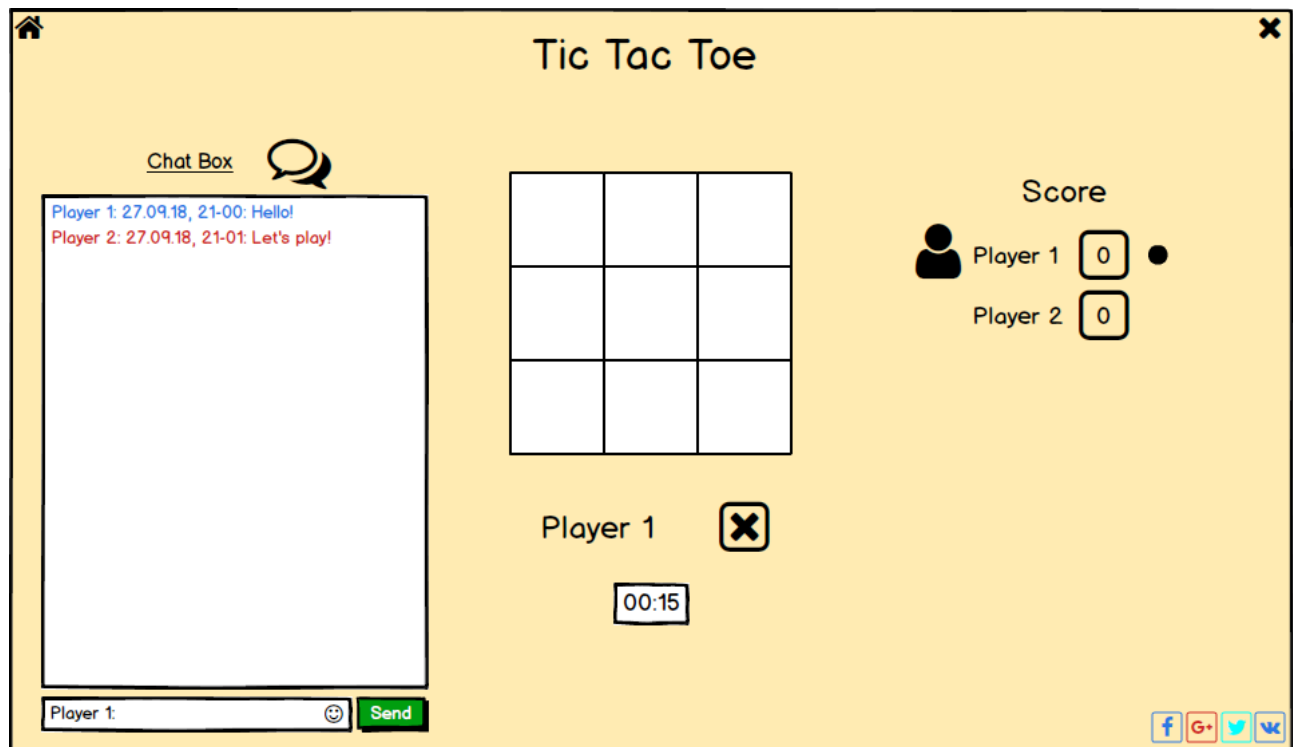 Tic Tac Toe
Chat Box
Player 1: 27.09.18, 21-00: Hello!
Player 2: 27.09.18, 21-01: Let's play!
Player 1:
Send
Player 1
00:15
Score
Player 1 0
Player 2 0
f G+ w